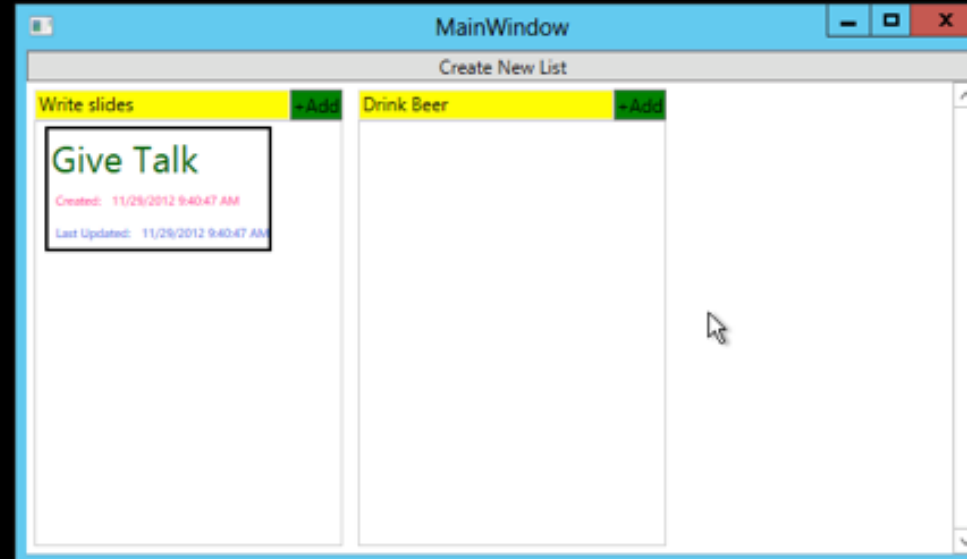 MainWindow
Create New List
Write slides +Add
Drink Beer +Add
Give Talk
Created: 11/29/2012 9:40:47 AM
Last Updated: 11/29/2012 9:40:47 AM